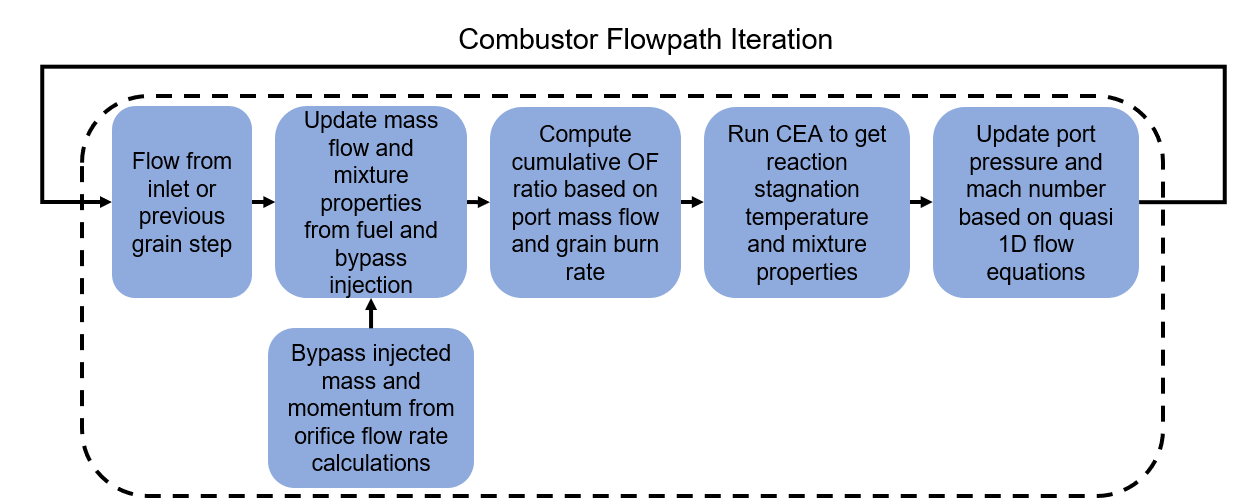 Combustor Flowpath Iteration
Flow from
inlet or
previous
grain step
Update mass
flow and
mixture
properties
from fuel and
bypass
injection
Compute
cumulative OF
ratio based on
port mass flow
and grain burn
rate
Run CEA to get
reaction
stagnation
temperature
and mixture
properties
Update port
pressure and
mach number
based on quasi
1D flow
equations
Bypass injected
mass and
momentum from
orifice flow rate
calculations